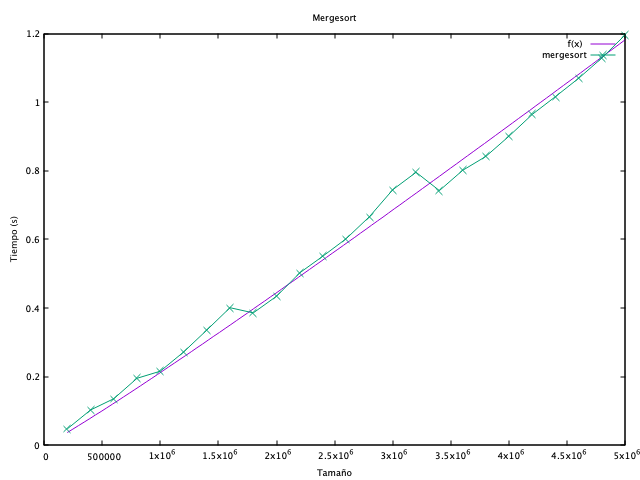 Mergesort
f(x)
mergesort
1.2
1
0.8
0.6
0.4
0.2
0
Tiempo (s)
0 500000 1x10⁶ 1.5x10⁶ 2x10⁶ 2.5x10⁶ 3x10⁶ 3.5x10⁶ 4x10⁶ 4.5x10⁶ 5x10⁶
Tamaño